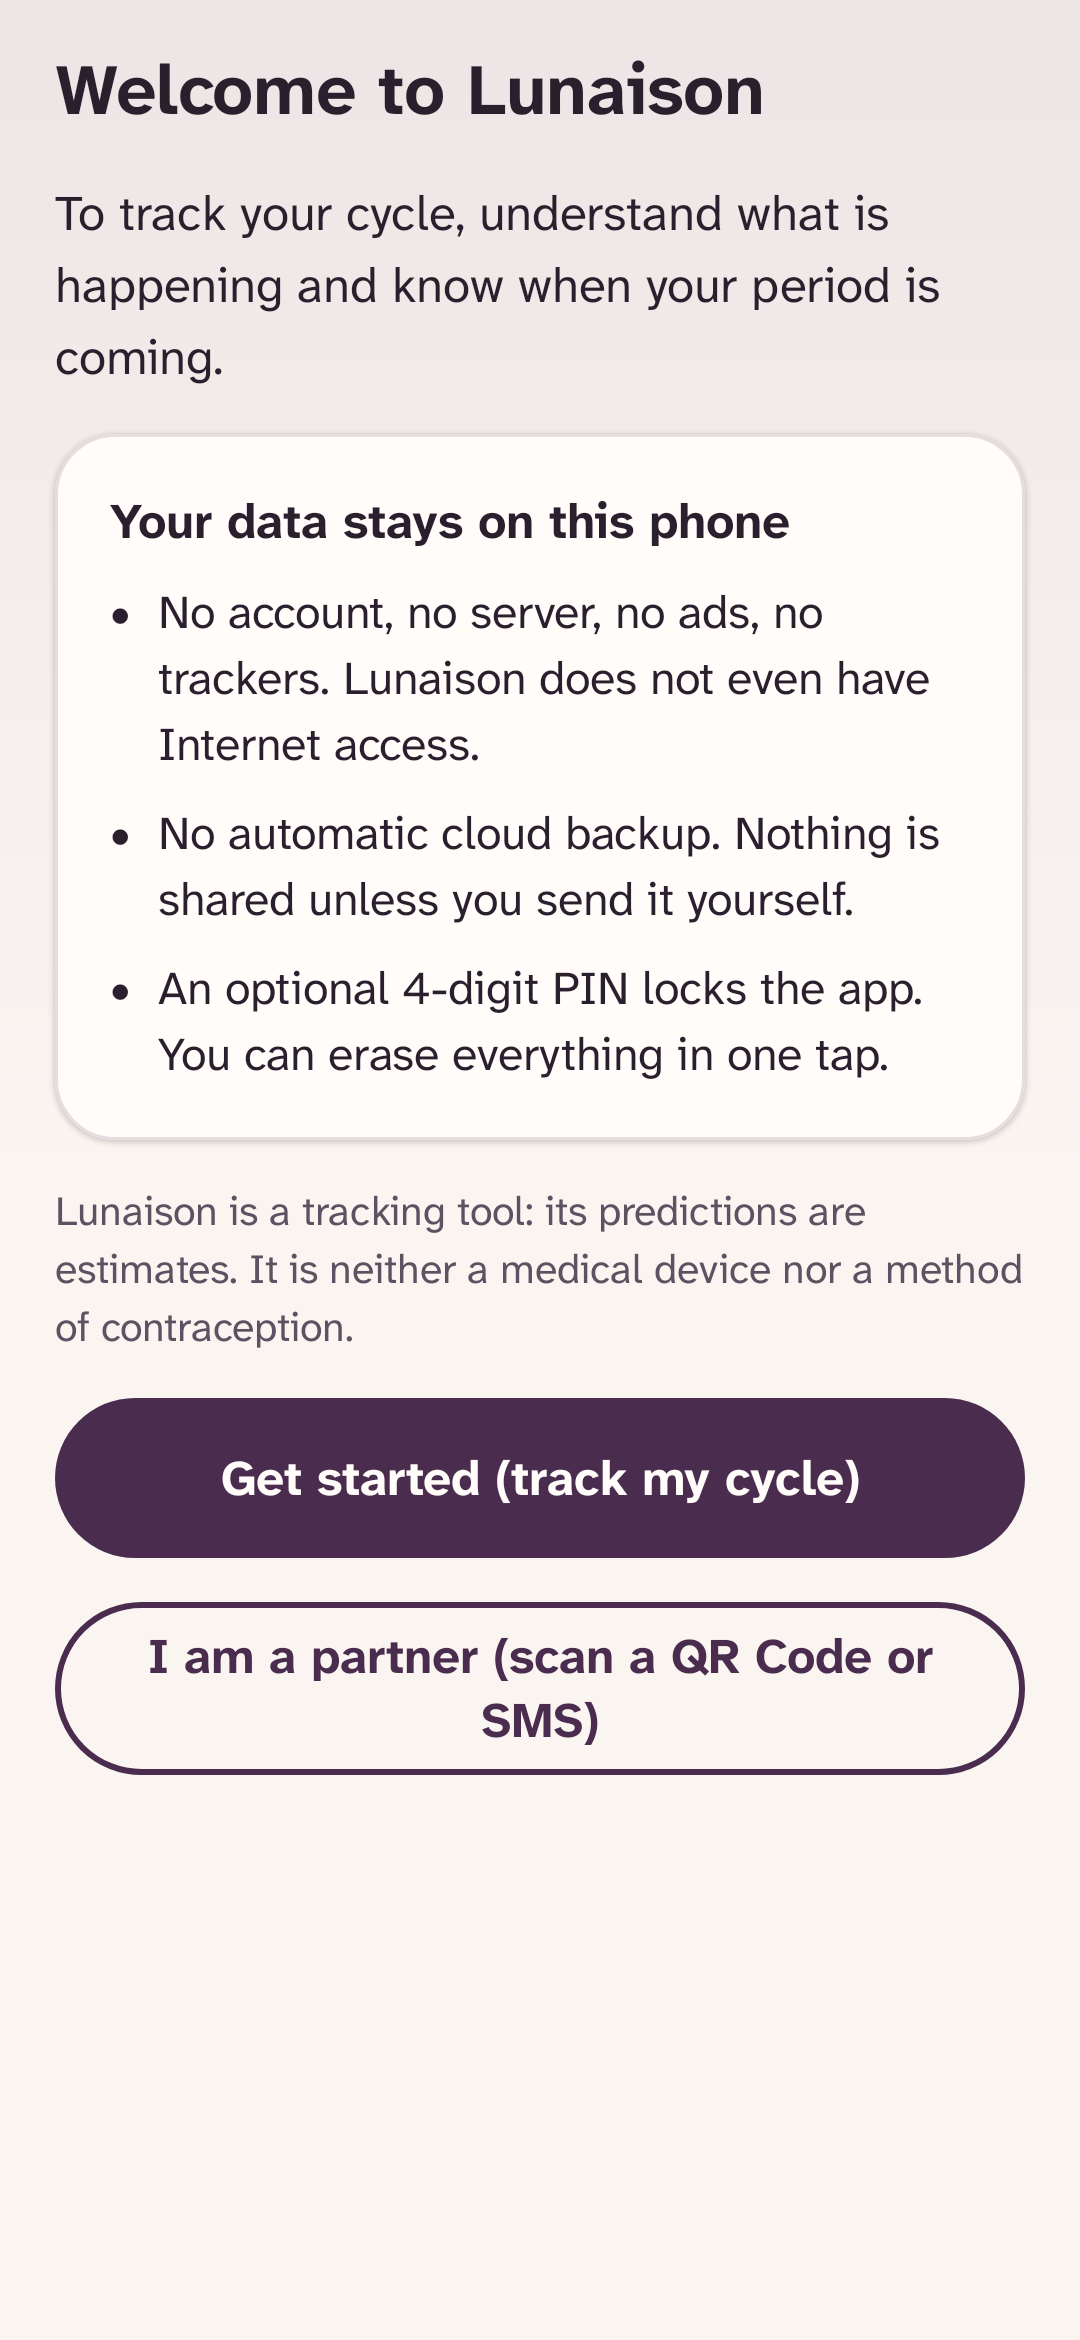 Welcome to Lunaison
To track your cycle, understand what is
happening and know when your period is
coming.
Your data stays on this phone
• No account, no server, no ads, no
trackers. Lunaison does not even have
Internet access.
• No automatic cloud backup. Nothing is
shared unless you send it yourself.
• An optional 4-digit PIN locks the app.
You can erase everything in one tap.
Lunaison is a tracking tool: its predictions are
estimates. It is neither a medical device nor a method
of contraception.
Get started (track my cycle)
I am a partner (scan a QR Code or
SMS)